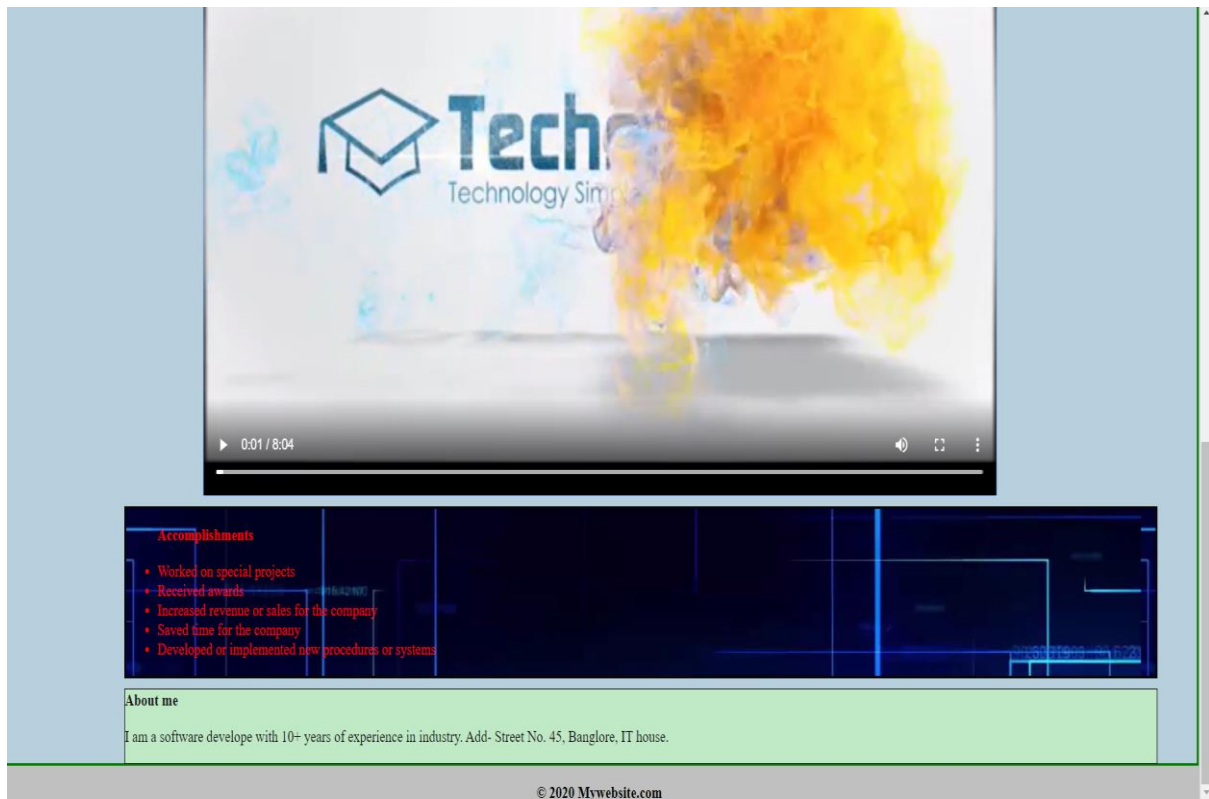 Tech
Technology Simp
0:01 / 8:04
Accomplishments
Worked on special projects
Received awards
Increased revenue or sales for the company
Saved time for the company
Developed or implemented new procedures or systems
About me
I am a software develope with 10+ years of experience in industry. Add- Street No. 45, Banglore, IT house.
© 2020 Mywebsite.com